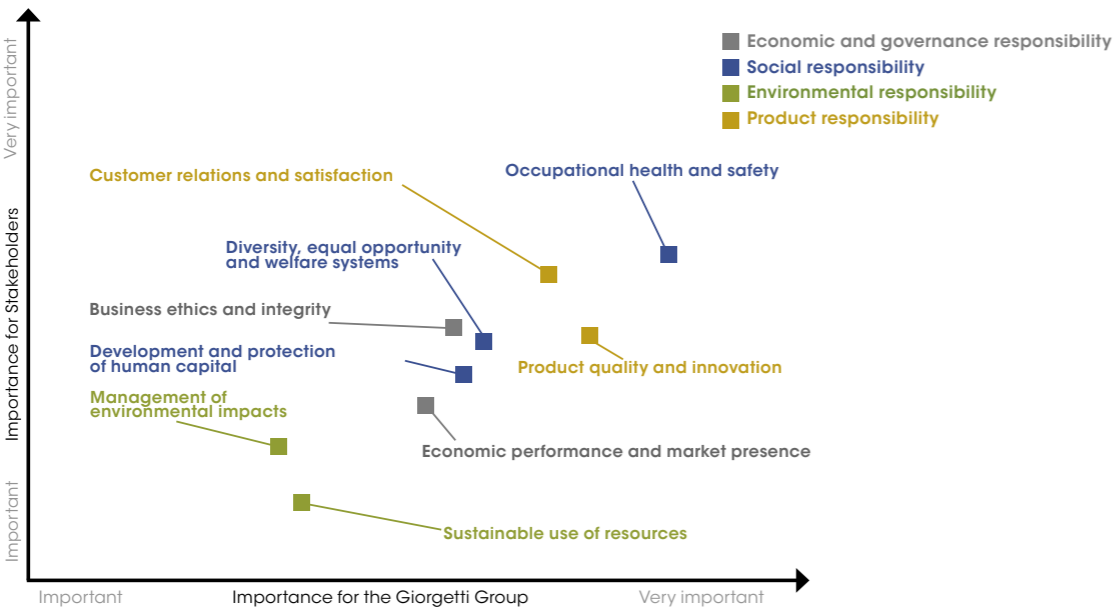 Very important
Economic and governance responsibility
Social responsibility
Environmental responsibility
Product responsibility
Customer relations and satisfaction
Occupational health and safety
Diversity, equal opportunity
and welfare systems
Importance for Stakeholders
Business ethics and integrity
Development and protection
of human capital
Product quality and innovation
Management of
environmental impacts
Economic performance and market presence
Important
Sustainable use of resources
Important
Importance for the Giorgetti Group
Very important